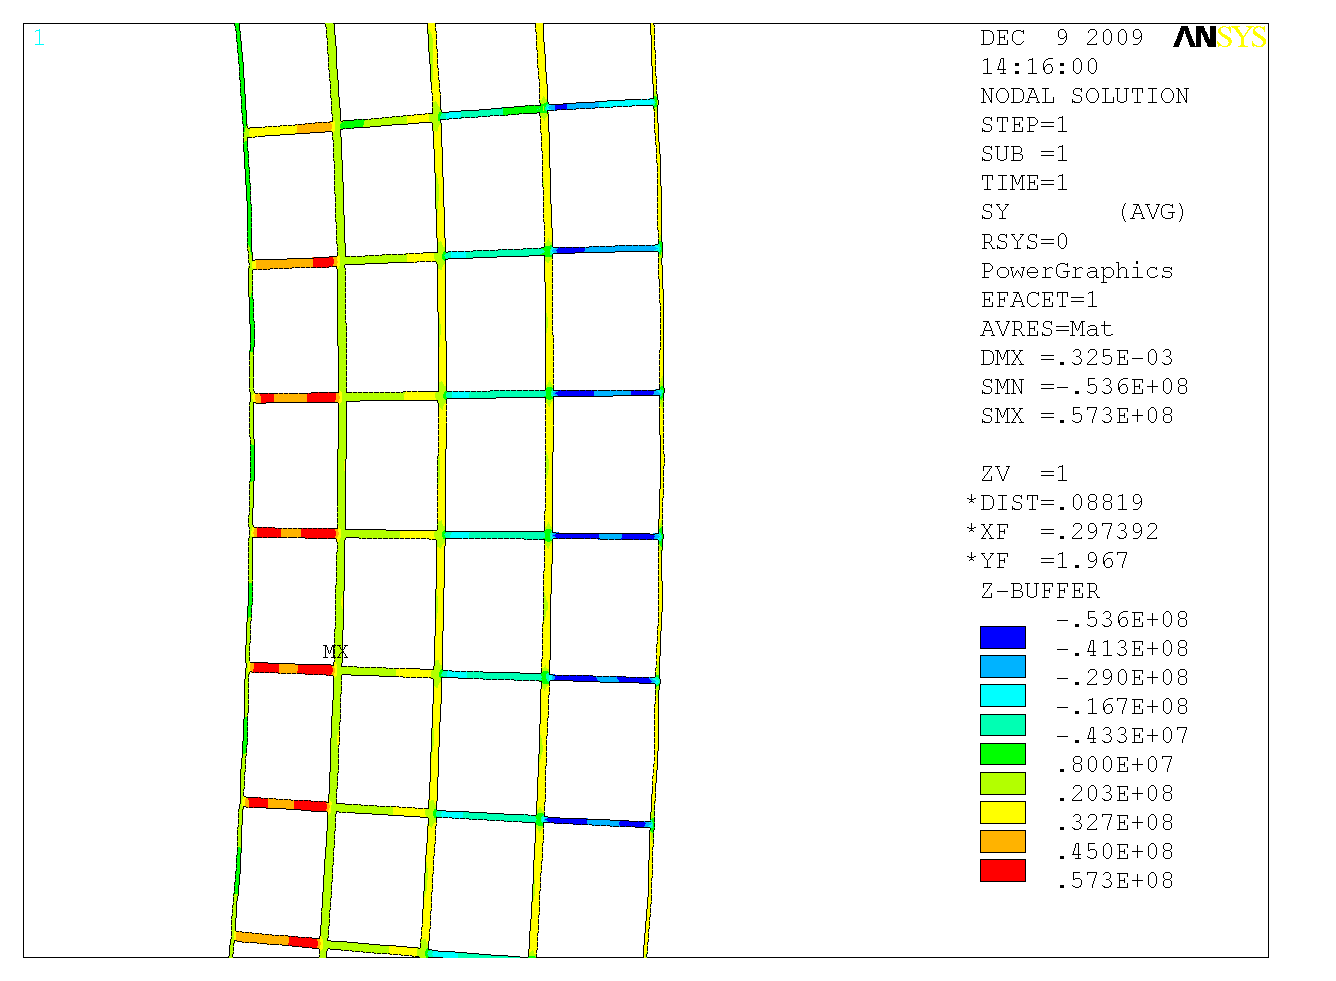 1
DEC 9 2009 ANSYS
14:16:00
NODAL SOLUTION
STEP=1
SUB =1
TIME=1
SY (AVG)
RSYS=0
PowerGraphics
EFACET=1
AVRES=Mat
DMX =.325E-03
SMN =-.536E+08
SMX =.573E+08
ZV =1
*DIST=.08819
*XF =.297392
*YF =1.967
Z-BUFFER
-.536E+08
-.413E+08
-.290E+08
-.167E+08
-.433E+07
.800E+07
.203E+08
.327E+08
.450E+08
.573E+08
MX